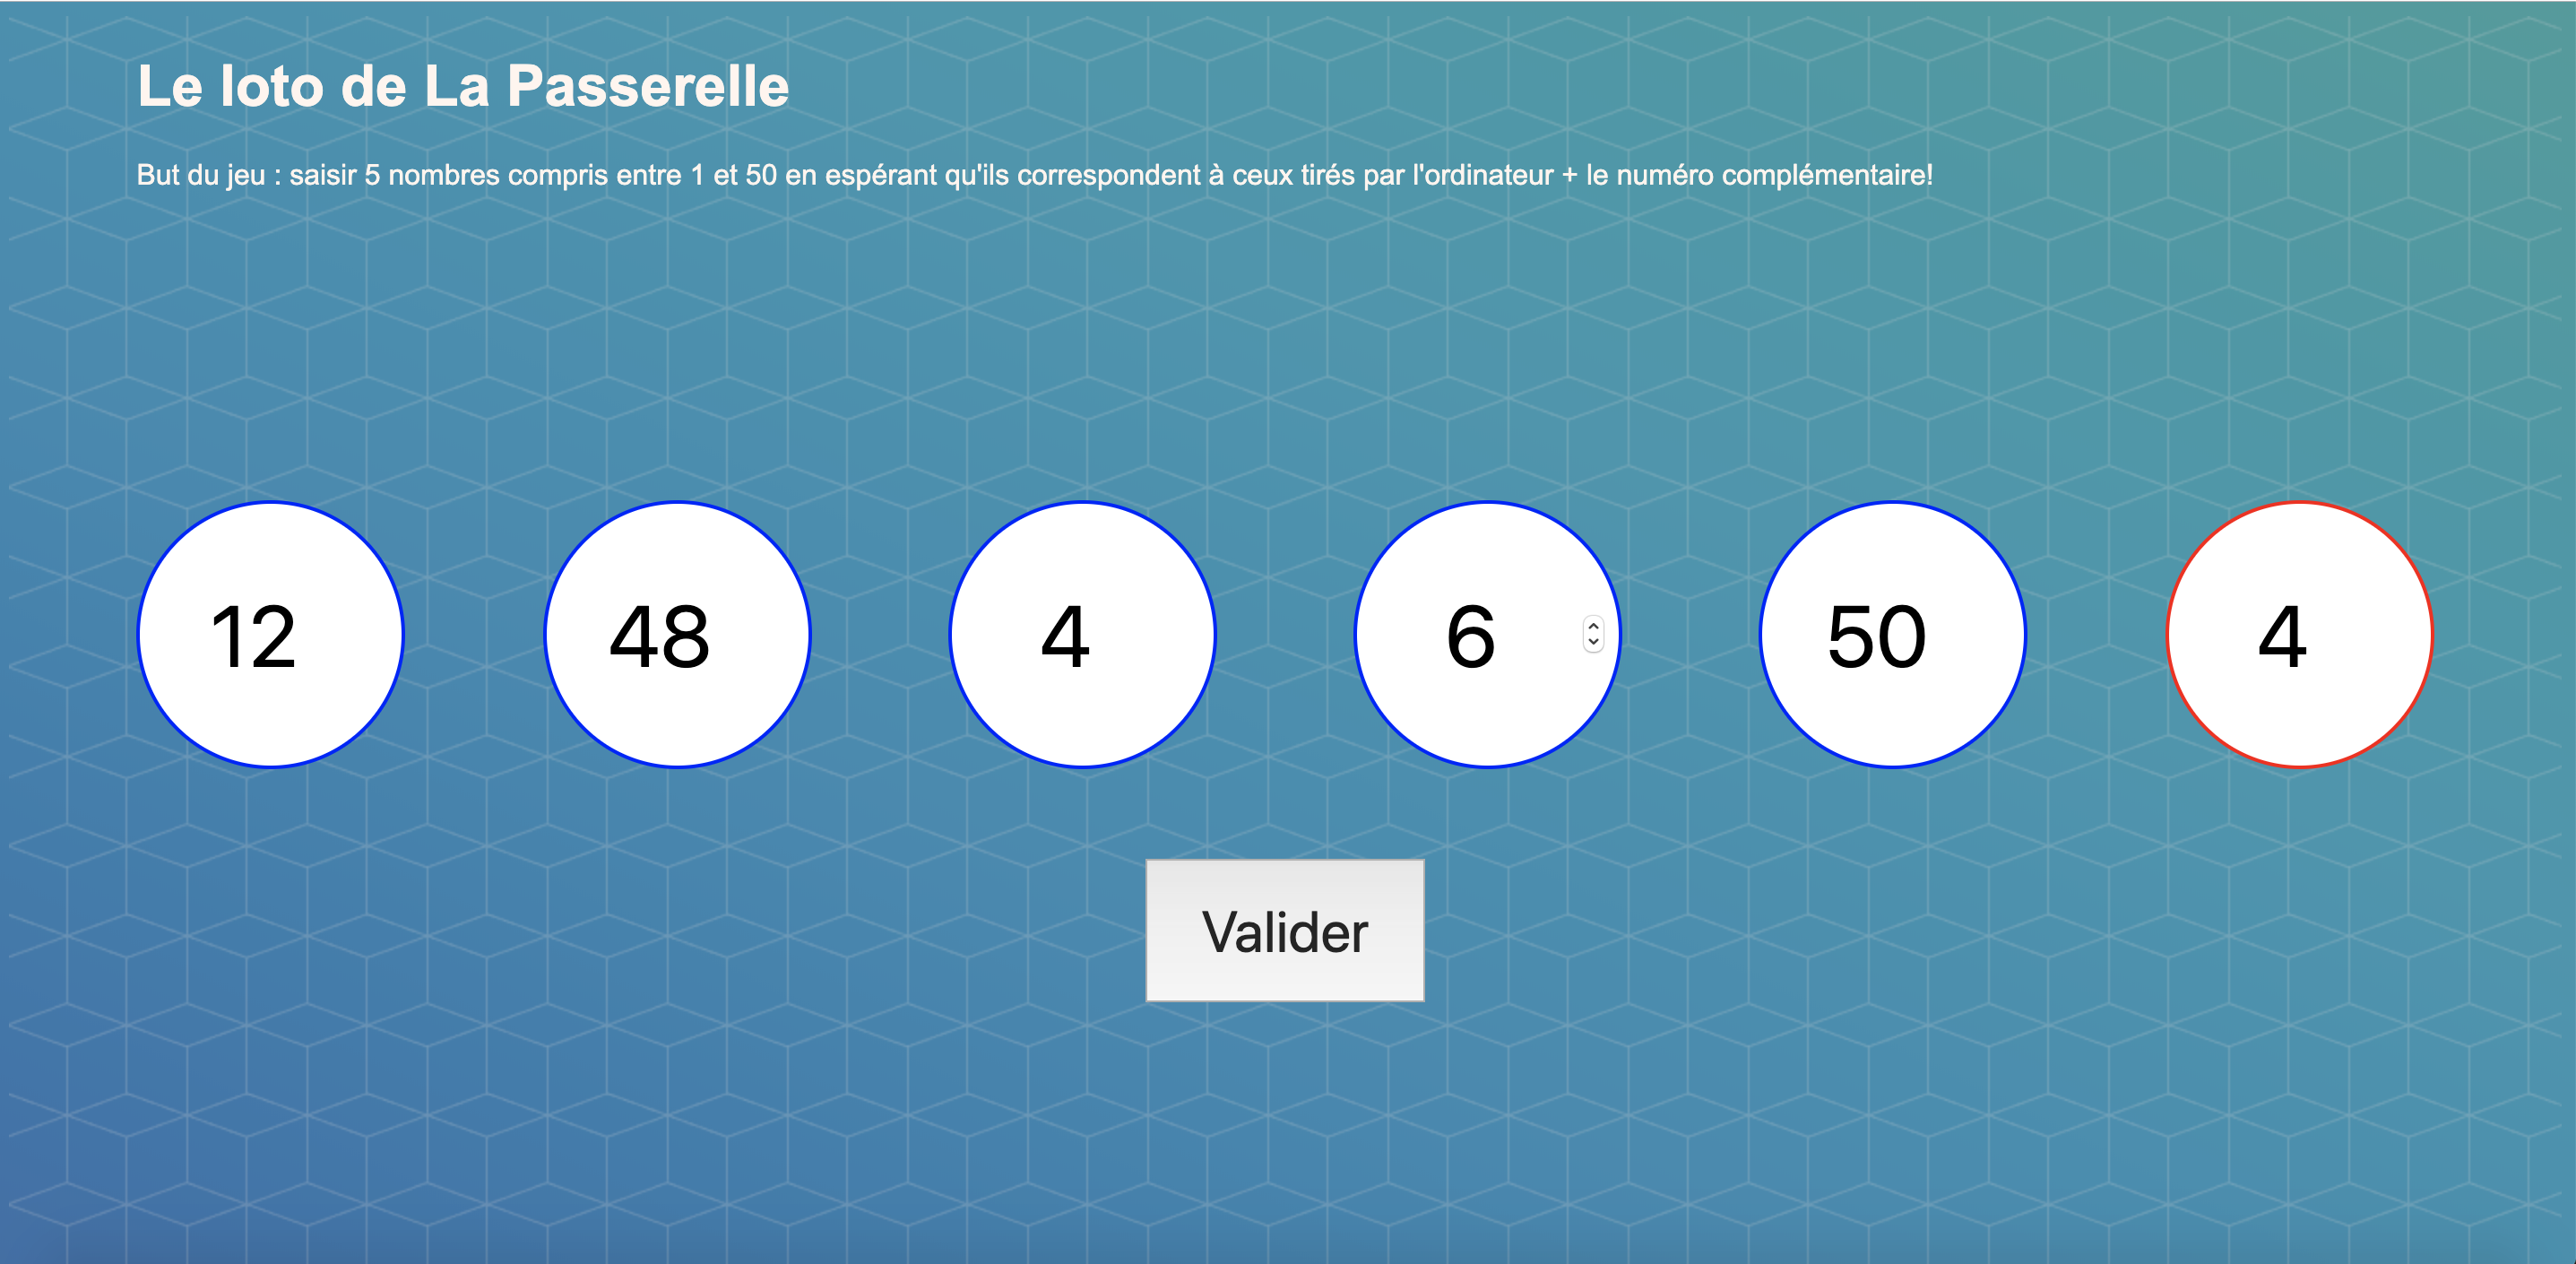 Le loto de La Passerelle
But du jeu : saisir 5 nombres compris entre 1 et 50 en espérant qu'ils correspondent à ceux tirés par l'ordinateur + le numéro complémentaire!
12 48 4 6 50 4
Valider